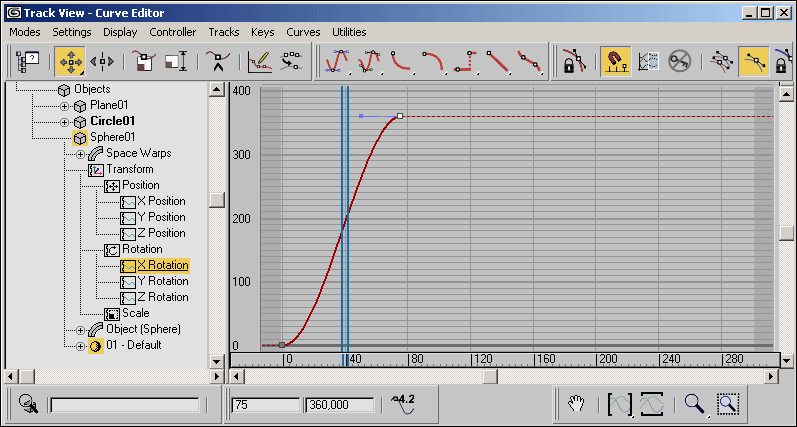 Track View - Curve Editor
Modes Settings Display Controller Tracks Keys Curves Utilities
Objects
Plane01
Circle01
Sphere01
Space Warps
Transform
Position
X Position
Y Position
Z Position
Rotation
X Rotation
Y Rotation
Z Rotation
Scale
Object (Sphere)
01 - Default
400
300
200
100
0
0 40 80 120 160 200 240 280
75 360,000 4.2